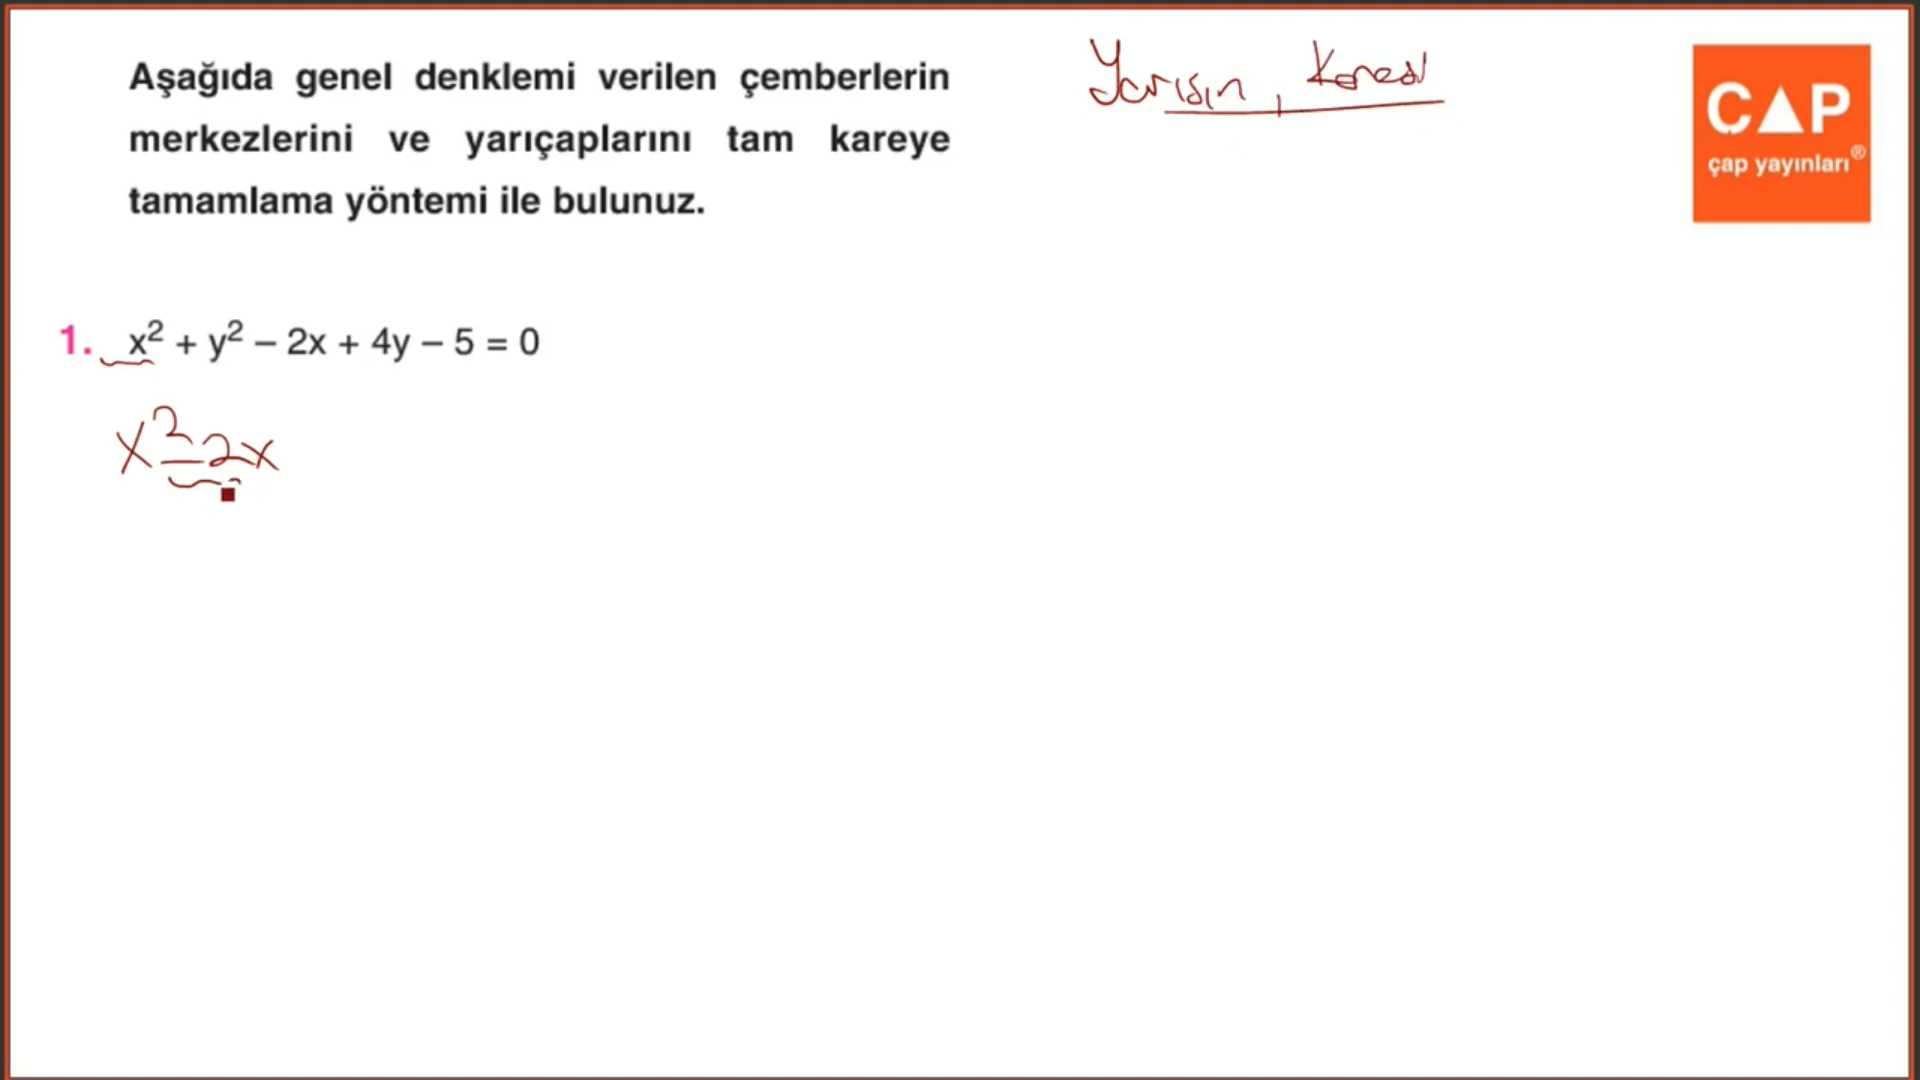 Aşağıda genel denklemi verilen çemberlerin
merkezlerini ve yarıçaplarını tam kareye
tamamlama yöntemi ile bulunuz.
Yarısın, Karesi
ÇAP
çap yayınları®
1. x² + y² – 2x + 4y – 5 = 0
x² – 2x